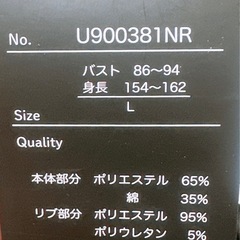 No. U900381NR
バスト 86～94
身長 154～162
Size L
Quality
本体部分 ポリエステル 65%
綿 35%
リブ部分 ポリエステル 95%
ポリウレタン 5%